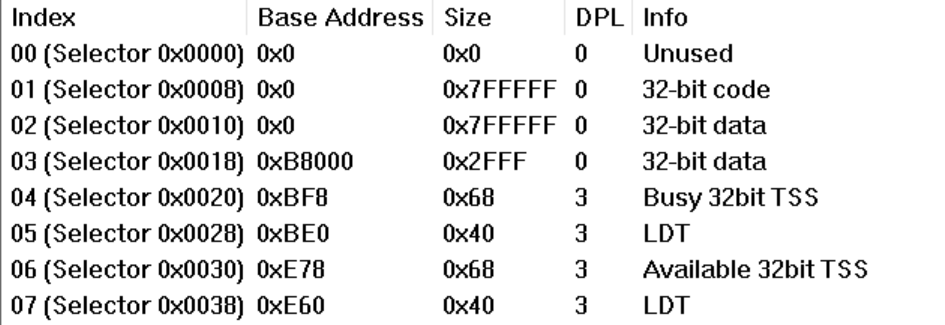 Index Base Address Size DPL Info
00 (Selector 0x0000) 0x0 0x0 0 Unused
01 (Selector 0x0008) 0x0 0x7FFFFF 0 32-bit code
02 (Selector 0x0010) 0x0 0x7FFFFF 0 32-bit data
03 (Selector 0x0018) 0xB8000 0x2FFF 0 32-bit data
04 (Selector 0x0020) 0xBF8 0x68 3 Busy 32bit TSS
05 (Selector 0x0028) 0xBE0 0x40 3 LDT
06 (Selector 0x0030) 0xE78 0x68 3 Available 32bit TSS
07 (Selector 0x0038) 0xE60 0x40 3 LDT